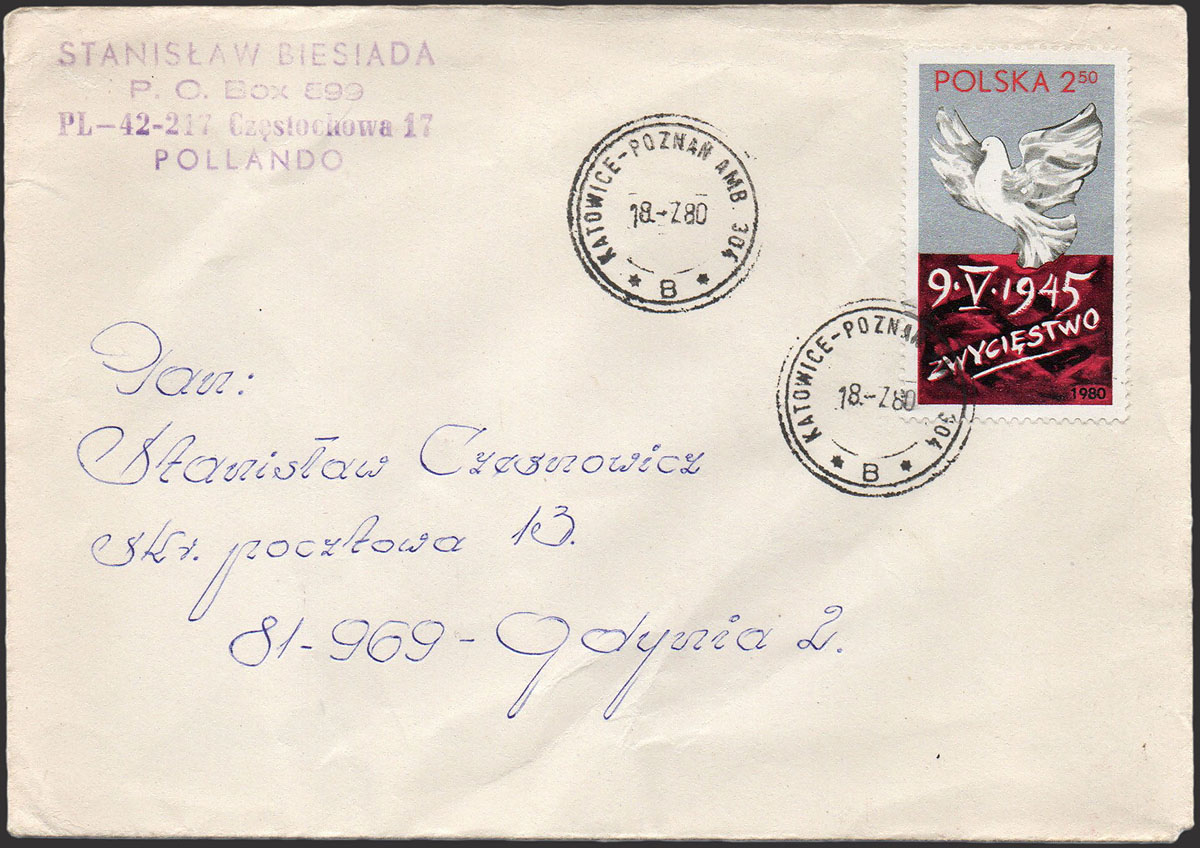 STANISŁAW BIESIADA
P. O. Box 899
PL-42-217 Częstochowa 17
POLLANDO
POLSKA 2 50
9·V·1945
ZWYCIĘSTWO
1980
KATOWICE-POZNAŃ AMB. 304
18.-7.80
* B *
KATOWICE-POZNAŃ 304
18.-7.80
* B *
Pan:
Stanisław Czesnowicz
Skr. pocztowa 13.
81-969- Gdynia 2.